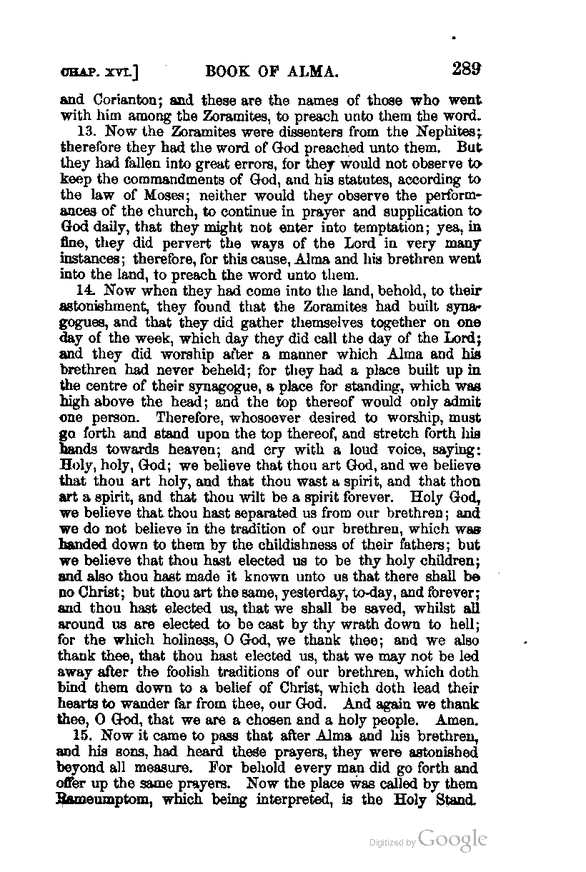 CHAP. XVI.] BOOK OF ALMA. 289
and Corianton; and these are the names of those who went
with him among the Zoramites, to preach unto them the word.
13. Now the Zoramites were dissenters from the Nephites;
therefore they had the word of God preached unto them. But
they had fallen into great errors, for they would not observe to
keep the commandments of God, and his statutes, according to
the law of Moses; neither would they observe the perform-
ances of the church, to continue in prayer and supplication to
God daily, that they might not enter into temptation; yea, in
fine, they did pervert the ways of the Lord in very many
instances; therefore, for this cause, Alma and his brethren went
into the land, to preach the word unto them.
14. Now when they had come into the land, behold, to their
astonishment, they found that the Zoramites had built syna-
gogues, and that they did gather themselves together on one
day of the week, which day they did call the day of the Lord;
and they did worship after a manner which Alma and his
brethren had never beheld; for they had a place built up in
the centre of their synagogue, a place for standing, which was
high above the head; and the top thereof would only admit
one person. Therefore, whosoever desired to worship, must
go forth and stand upon the top thereof, and stretch forth his
hands towards heaven; and cry with a loud voice, saying:
Holy, holy, God; we believe that thou art God, and we believe
that thou art holy, and that thou wast a spirit, and that thou
art a spirit, and that thou wilt be a spirit forever. Holy God,
we believe that thou hast separated us from our brethren; and
we do not believe in the tradition of our brethren, which was
handed down to them by the childishness of their fathers; but
we believe that thou hast elected us to be thy holy children;
and also thou hast made it known unto us that there shall be
no Christ; but thou art the same, yesterday, to-day, and forever;
and thou hast elected us, that we shall be saved, whilst all
around us are elected to be cast by thy wrath down to hell;
for the which holiness, O God, we thank thee; and we also
thank thee, that thou hast elected us, that we may not be led
away after the foolish traditions of our brethren, which doth
bind them down to a belief of Christ, which doth lead their
hearts to wander far from thee, our God. And again we thank
thee, O God, that we are a chosen and a holy people. Amen.
15. Now it came to pass that after Alma and his brethren,
and his sons, had heard these prayers, they were astonished
beyond all measure. For behold every man did go forth and
offer up the same prayers. Now the place was called by them
Rameumptom, which being interpreted, is the Holy Stand.
Digitized by Google